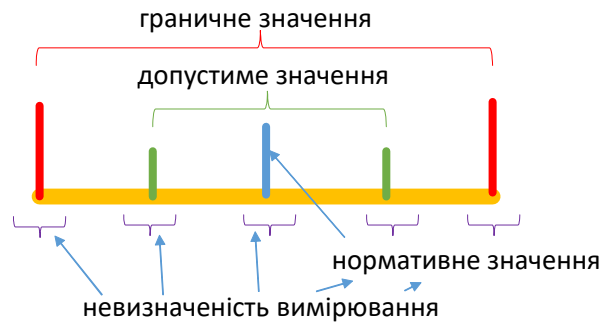 граничне значення
допустиме значення
нормативне значення
невизначеність вимірювання